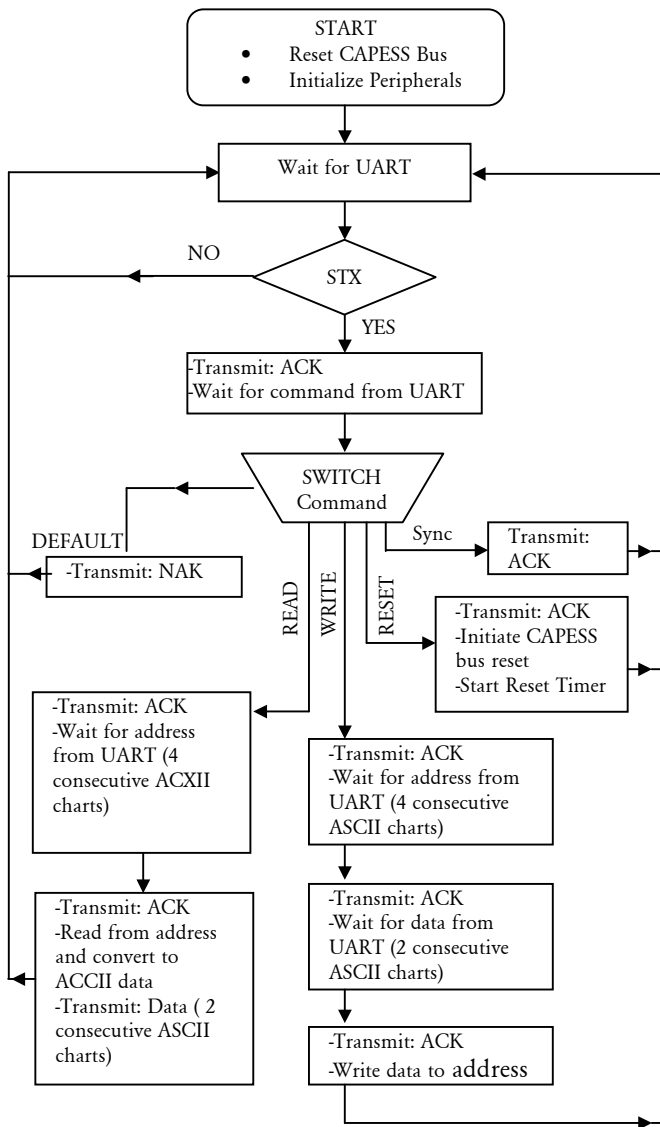 START
• Reset CAPESS Bus
• Initialize Peripherals
Wait for UART
NO
STX
YES
-Transmit: ACK
-Wait for command from UART
SWITCH
Command
DEFAULT
-Transmit: NAK
READ
WRITE
RESET
Sync
Transmit:
ACK
-Transmit: ACK
-Initiate CAPESS
bus reset
-Start Reset Timer
-Transmit: ACK
-Wait for address
from UART (4
consecutive ACXII
charts)
-Transmit: ACK
-Read from address
and convert to
ACCII data
-Transmit: Data ( 2
consecutive ASCII
charts)
-Transmit: ACK
-Wait for address from
UART (4 consecutive
ASCII charts)
-Transmit: ACK
-Wait for data from
UART (2 consecutive
ASCII charts)
-Transmit: ACK
-Write data to address